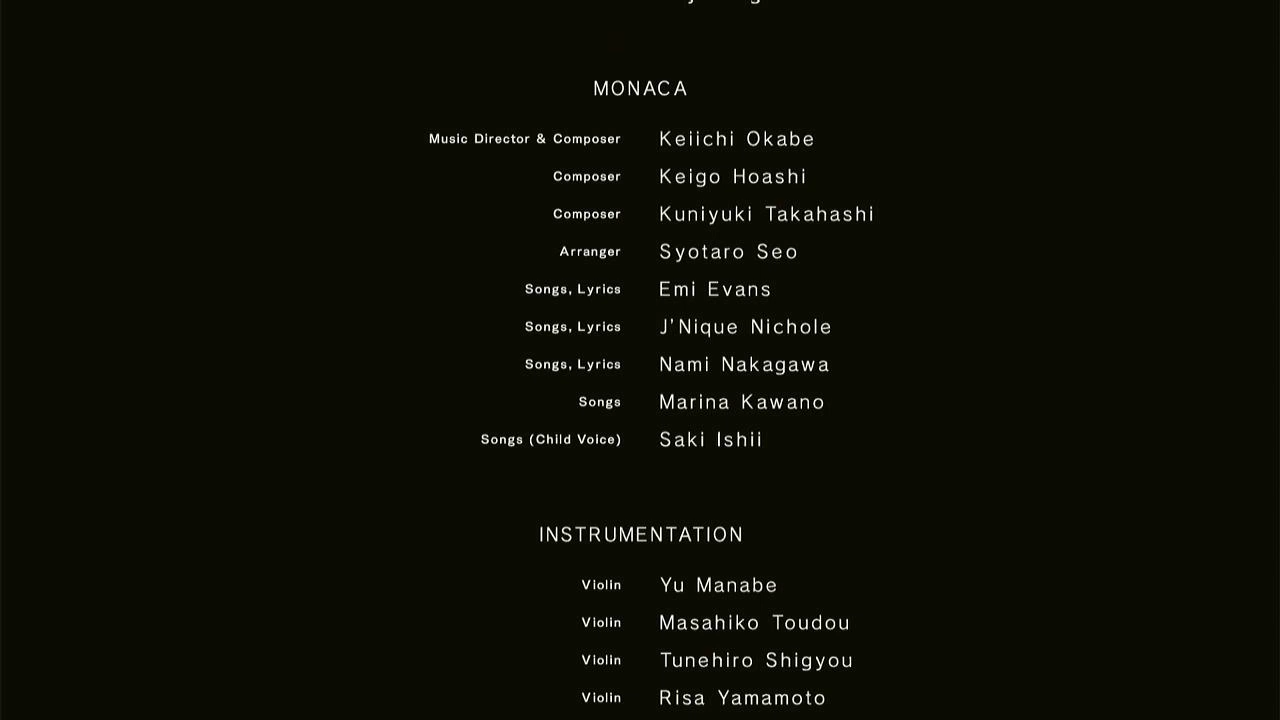 MONACA
Music Director & Composer Keiichi Okabe
Composer Keigo Hoashi
Composer Kuniyuki Takahashi
Arranger Syotaro Seo
Songs, Lyrics Emi Evans
Songs, Lyrics J'Nique Nichole
Songs, Lyrics Nami Nakagawa
Songs Marina Kawano
Songs (Child Voice) Saki Ishii
INSTRUMENTATION
Violin Yu Manabe
Violin Masahiko Toudou
Violin Tunehiro Shigyou
Violin Risa Yamamoto